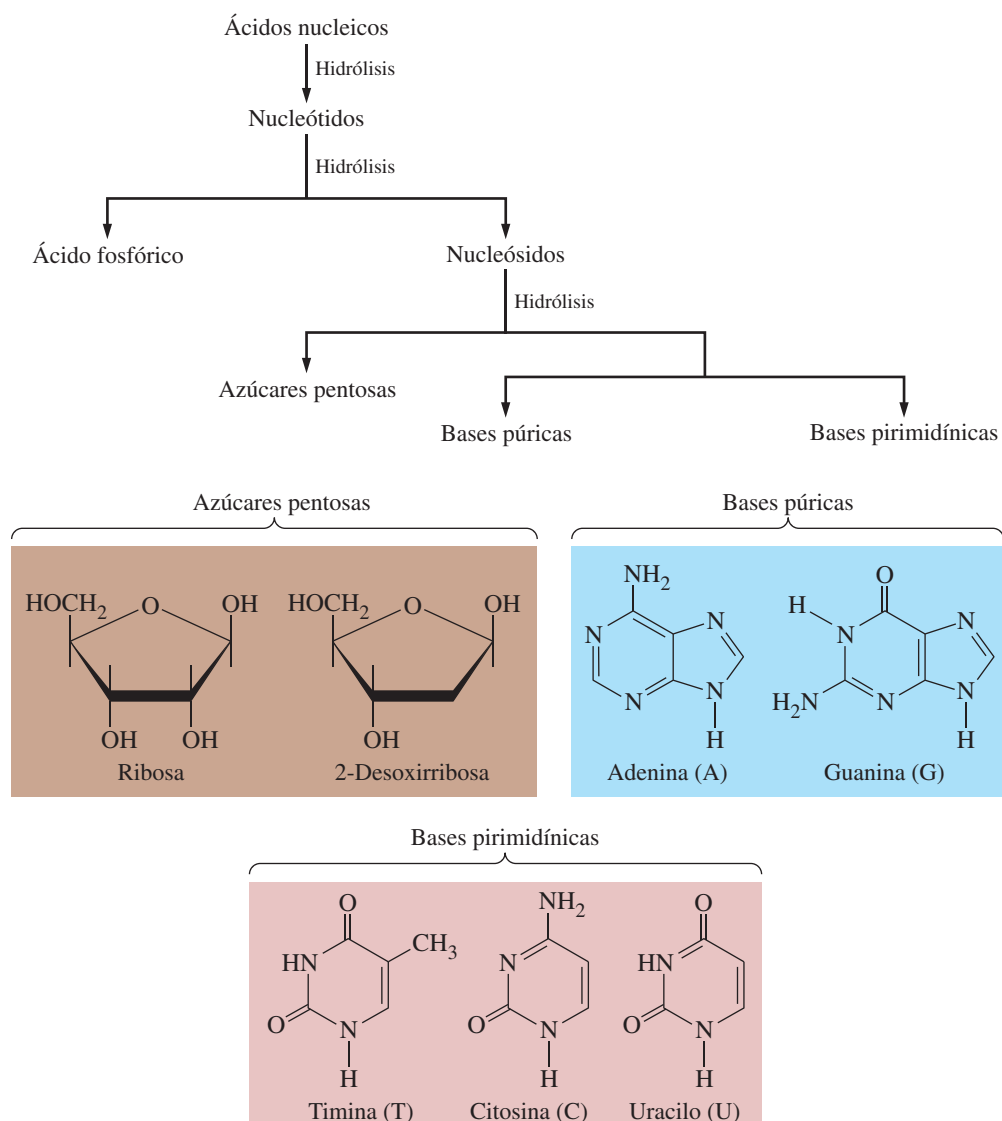 Ácidos nucleicos
Hidrólisis
Nucleótidos
Hidrólisis
Ácido fosfórico
Nucleósidos
Hidrólisis
Azúcares pentosas
Bases púricas
Bases pirimidínicas
Azúcares pentosas
HOCH2 O OH
OH OH
Ribosa
HOCH2 O OH
OH
2-Desoxirribosa
Bases púricas
NH2
N N
N N
H
Adenina (A)
O
H N N
H2N N N
H
Guanina (G)
Bases pirimidínicas
O
HN CH3
O N
H
Timina (T)
NH2
N
O N
H
Citosina (C)
O
HN
O N
H
Uracilo (U)